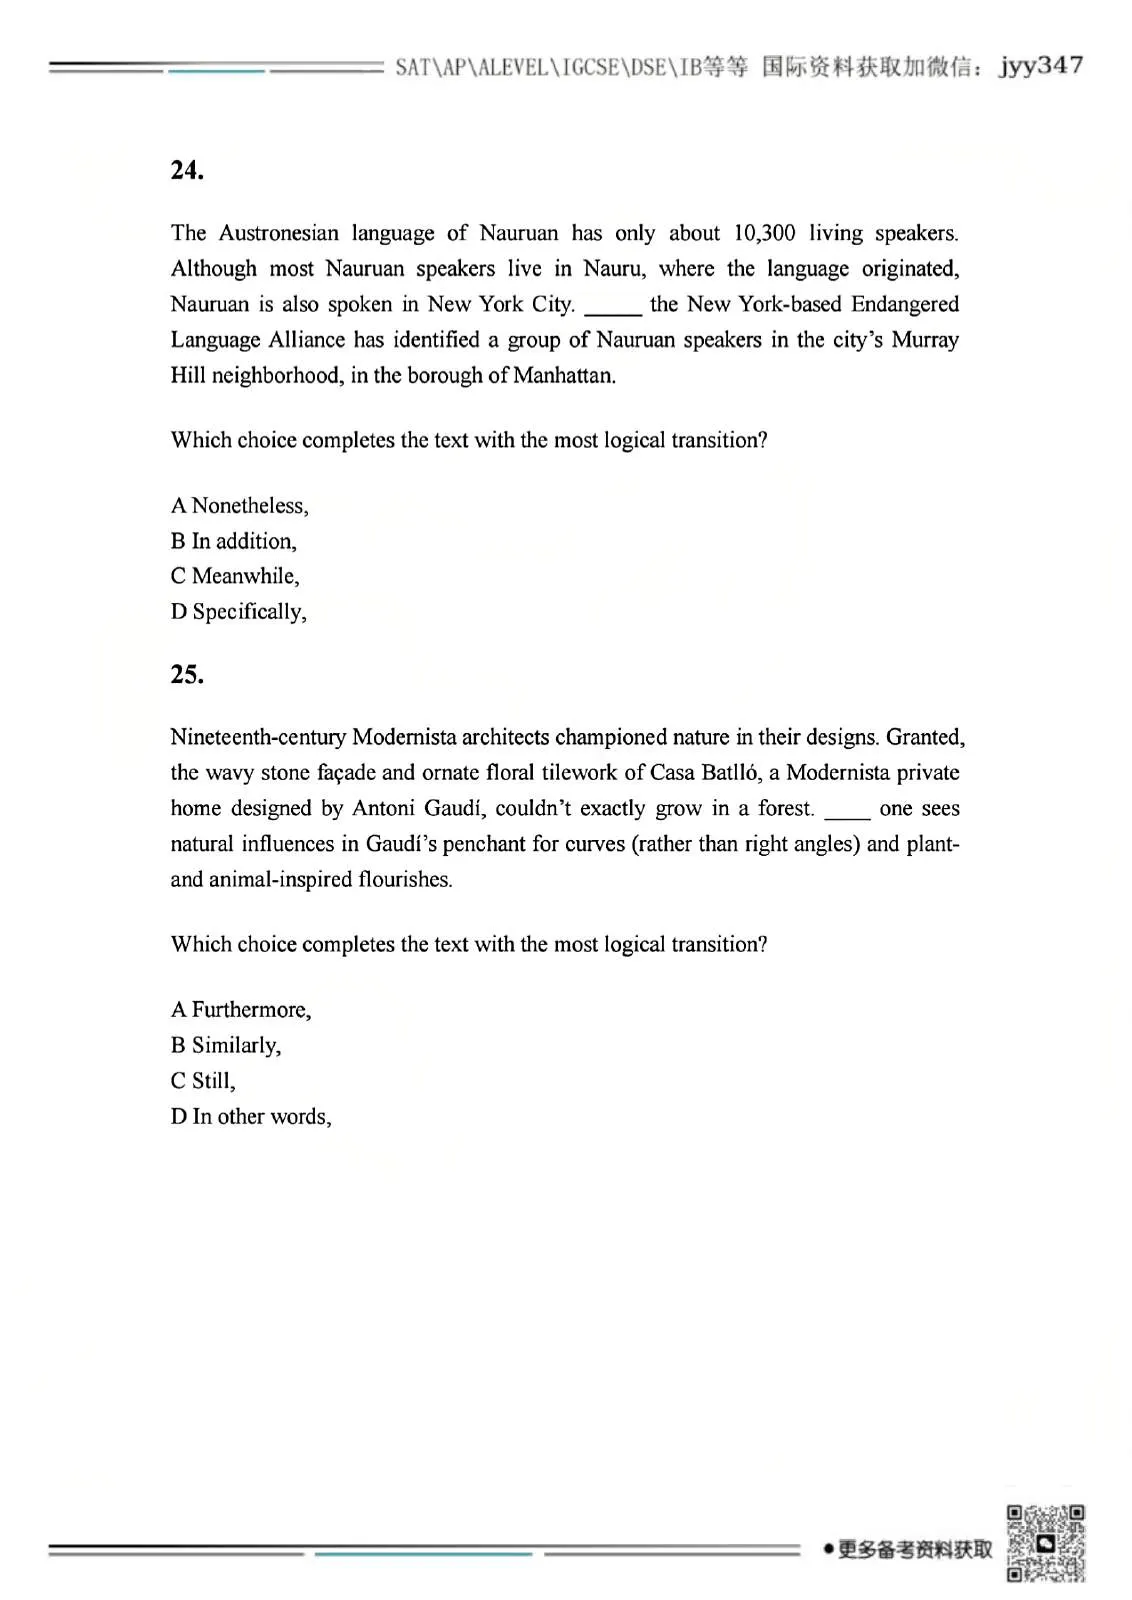 SAT\AP\ALEVEL\IGCSE\DSE\IB等等 国际资料获取加微信: jyy347
24.
The Austronesian language of Nauruan has only about 10,300 living speakers.
Although most Nauruan speakers live in Nauru, where the language originated,
Nauruan is also spoken in New York City. _____ the New York-based Endangered
Language Alliance has identified a group of Nauruan speakers in the city's Murray
Hill neighborhood, in the borough of Manhattan.
Which choice completes the text with the most logical transition?
A Nonetheless,
B In addition,
C Meanwhile,
D Specifically,
25.
Nineteenth-century Modernista architects championed nature in their designs. Granted,
the wavy stone façade and ornate floral tilework of Casa Batlló, a Modernista private
home designed by Antoni Gaudí, couldn't exactly grow in a forest. ____ one sees
natural influences in Gaudí's penchant for curves (rather than right angles) and plant-
and animal-inspired flourishes.
Which choice completes the text with the most logical transition?
A Furthermore,
B Similarly,
C Still,
D In other words,
●更多备考资料获取